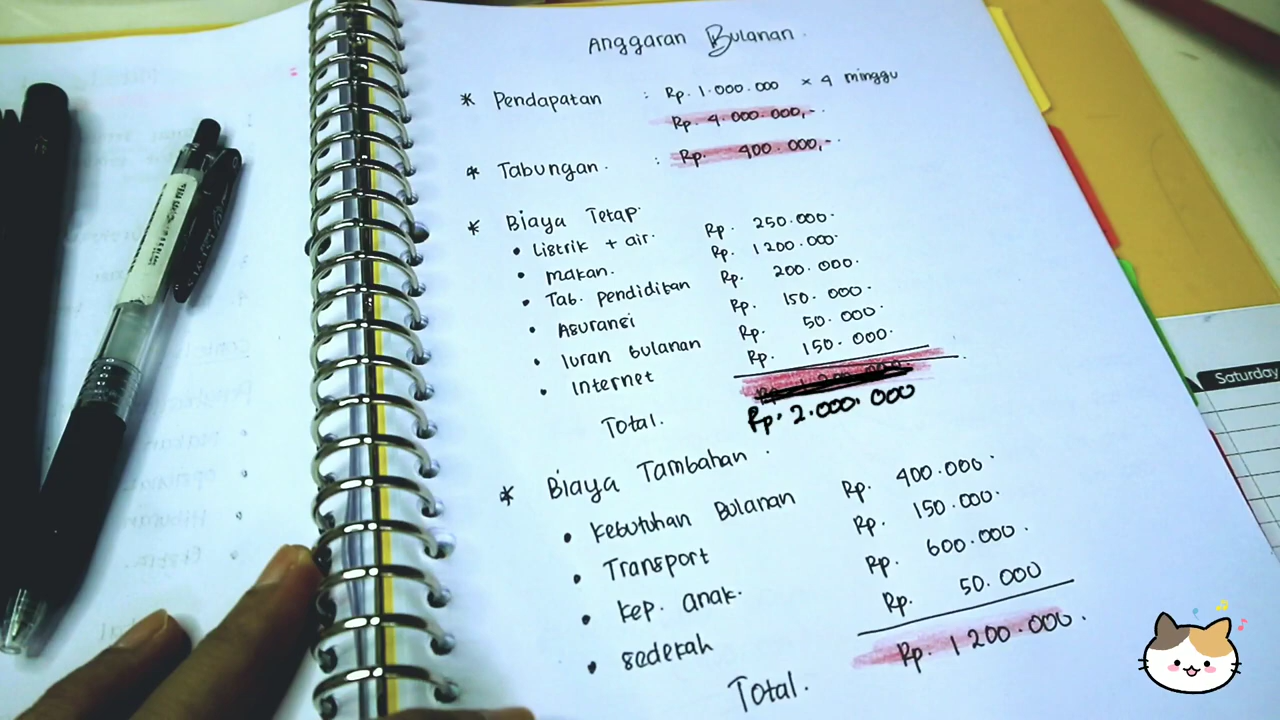 Anggaran Bulanan.
* Pendapatan : Rp. 1.000.000 × 4 minggu
Rp. 4.000.000,-
* Tabungan. : Rp. 400.000,-
* Biaya Tetap.
• Listrik + air. Rp. 250.000.
• makan. Rp. 1 200.000.
• Tab. pendidikan Rp. 200.000.
• Asuransi Rp. 150.000.
• Iuran bulanan Rp. 50.000.
• Internet Rp. 150.000.
Total. Rp. 2.000.000
* Biaya Tambahan.
• Kebutuhan Bulanan Rp. 400.000.
• Transport Rp. 150.000.
• Kep. anak. Rp. 600.000.
• sedekah Rp. 50.000
Total. Rp. 1 200.000.
Saturday